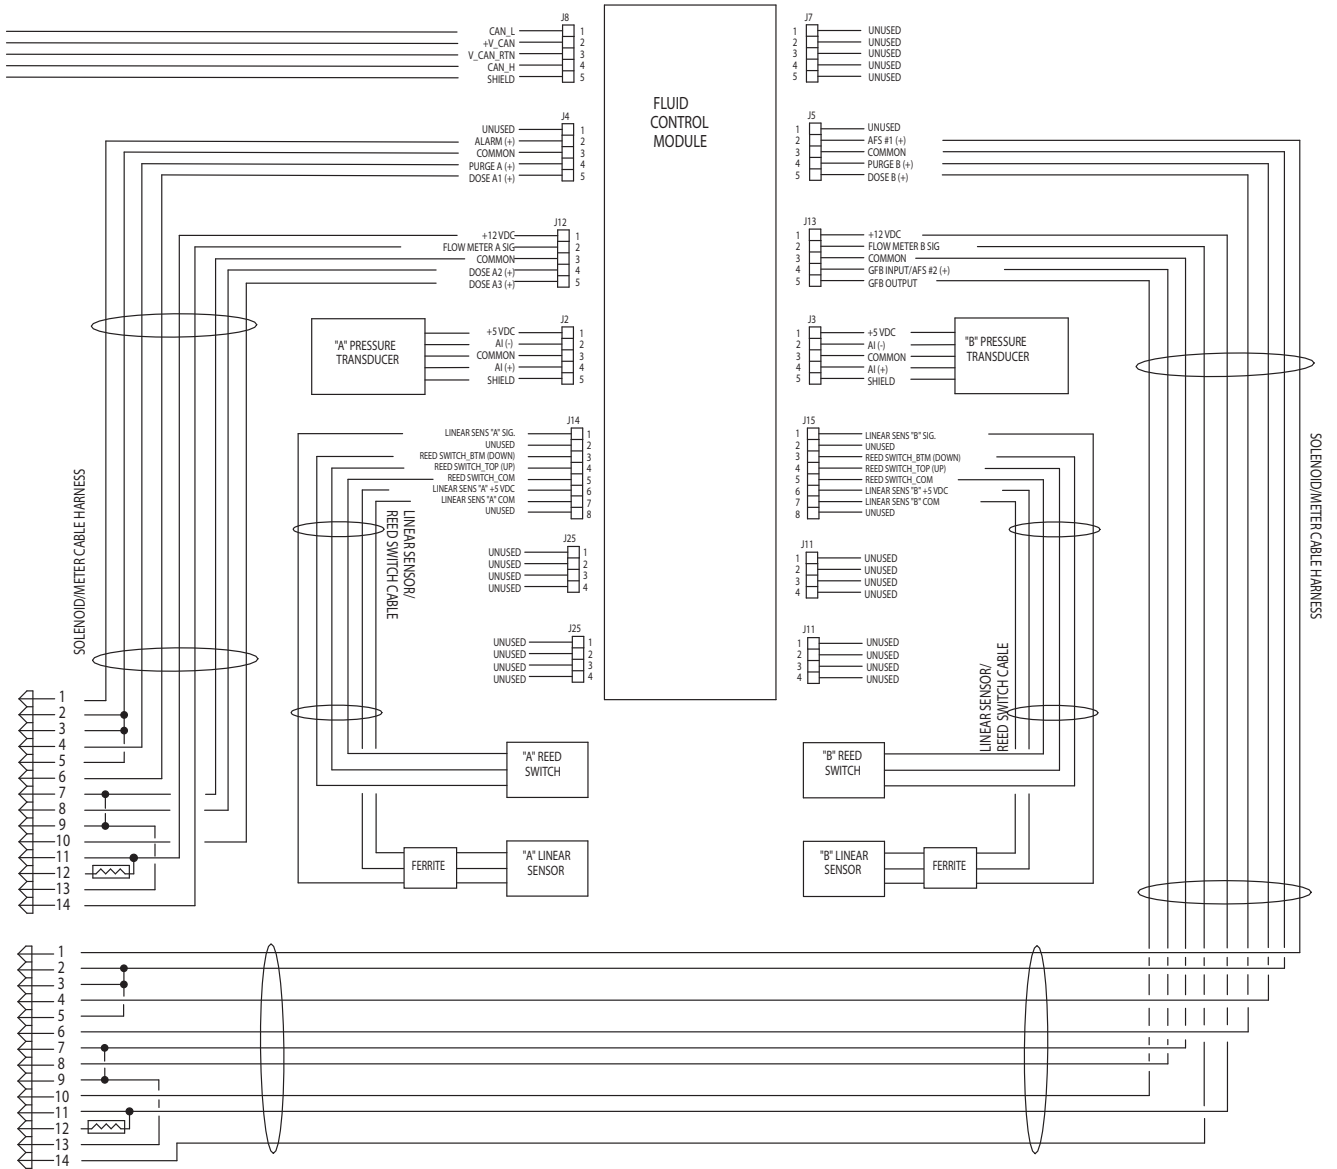 J8
CAN_L 1
+V_CAN 2
V_CAN_RTN 3
CAN_H 4
SHIELD 5
J4
UNUSED 1
ALARM (+) 2
COMMON 3
PURGE A (+) 4
DOSE A1 (+) 5
J12
+12 VDC 1
FLOW METER A SIG 2
COMMON 3
DOSE A2 (+) 4
DOSE A3 (+) 5
"A" PRESSURE
TRANSDUCER
J2
+5 VDC 1
AI (-) 2
COMMON 3
AI (+) 4
SHIELD 5
J14
LINEAR SENS "A" SIG. 1
UNUSED 2
REED SWITCH_BTM (DOWN) 3
REED SWITCH_TOP (UP) 4
REED SWITCH_COM 5
LINEAR SENS "A" +5 VDC 6
LINEAR SENS "A" COM 7
UNUSED 8
J25
UNUSED 1
UNUSED 2
UNUSED 3
UNUSED 4
J25
UNUSED 1
UNUSED 2
UNUSED 3
UNUSED 4
FLUID
CONTROL
MODULE
J7
1 UNUSED
2 UNUSED
3 UNUSED
4 UNUSED
5 UNUSED
J5
1 UNUSED
2 AFS #1 (+)
3 COMMON
4 PURGE B (+)
5 DOSE B (+)
J13
1 +12 VDC
2 FLOW METER B SIG
3 COMMON
4 GFB INPUT/AFS #2 (+)
5 GFB OUTPUT
J3
1 +5 VDC
2 AI (-)
3 COMMON
4 AI (+)
5 SHIELD
"B" PRESSURE
TRANSDUCER
J15
1 LINEAR SENS "B" SIG.
2 UNUSED
3 REED SWITCH_BTM (DOWN)
4 REED SWITCH_TOP (UP)
5 REED SWITCH_COM
6 LINEAR SENS "B" +5 VDC
7 LINEAR SENS "B" COM
8 UNUSED
J11
1 UNUSED
2 UNUSED
3 UNUSED
4 UNUSED
J11
1 UNUSED
2 UNUSED
3 UNUSED
4 UNUSED
SOLENOID/METER CABLE HARNESS
LINEAR SENSOR/
REED SWITCH CABLE
LINEAR SENSOR/
REED SWITCH CABLE
SOLENOID/METER CABLE HARNESS
"A" REED
SWITCH
"B" REED
SWITCH
FERRITE
"A" LINEAR
SENSOR
"B" LINEAR
SENSOR
FERRITE
1
2
3
4
5
6
7
8
9
10
11
12
13
14
1
2
3
4
5
6
7
8
9
10
11
12
13
14